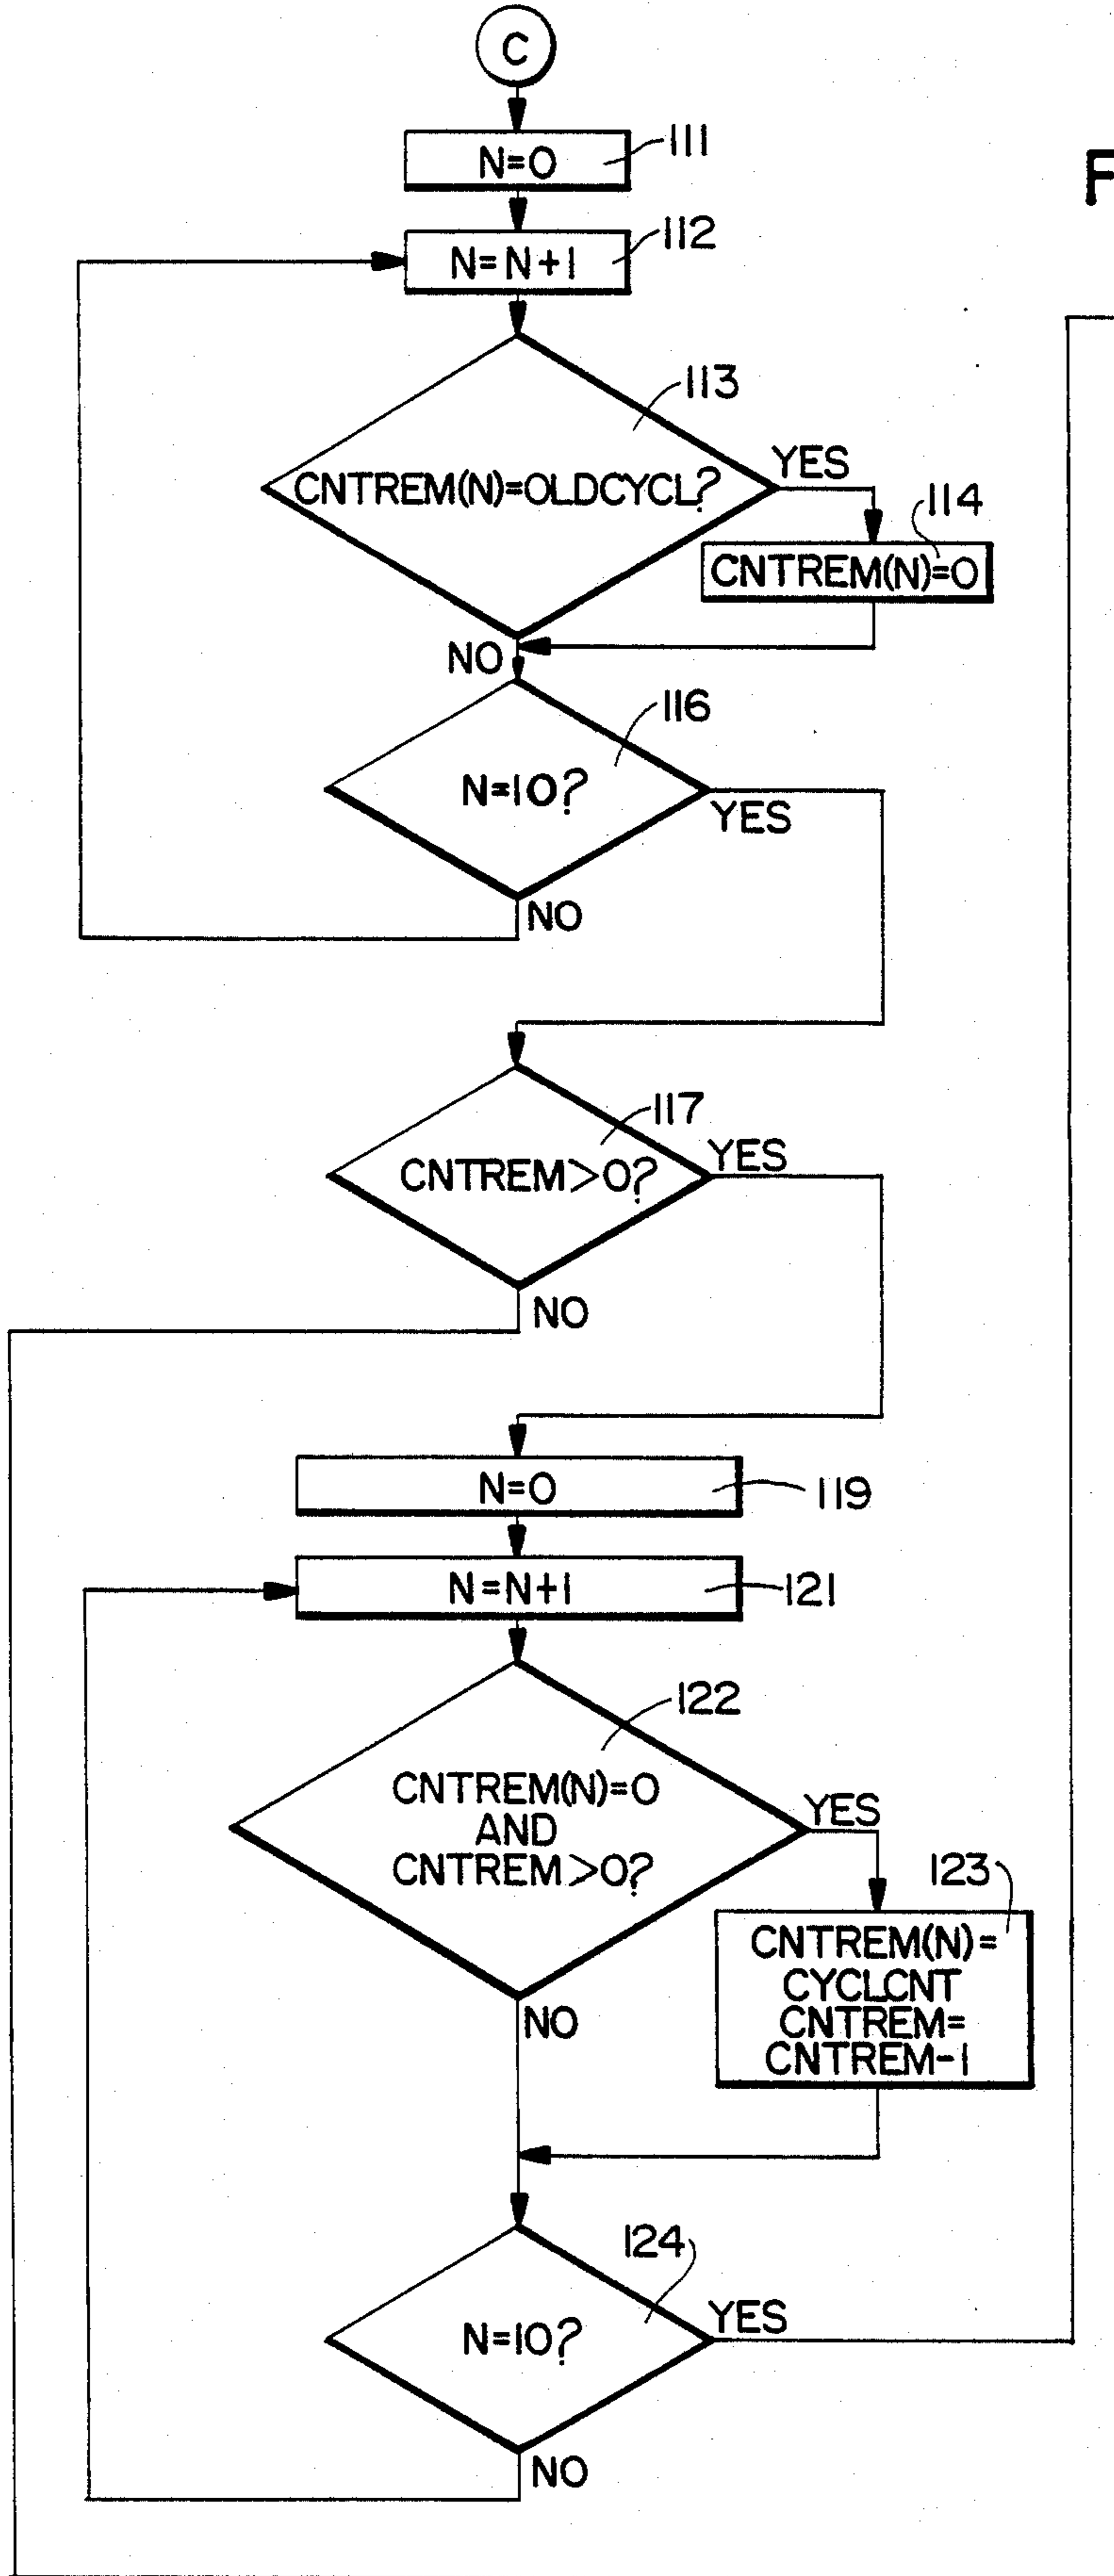 C
N=0
111
N=N+1
112
113
CNTREM(N)=OLDCYCL?
YES
114
CNTREM(N)=0
NO
116
N=10?
YES
NO
117
CNTREM>0?
YES
NO
N=0
119
N=N+1
121
122
CNTREM(N)=0
AND
CNTREM>0?
YES
123
CNTREM(N)=
CYCLCNT
CNTREM=
CNTREM-1
NO
124
N=10?
YES
NO